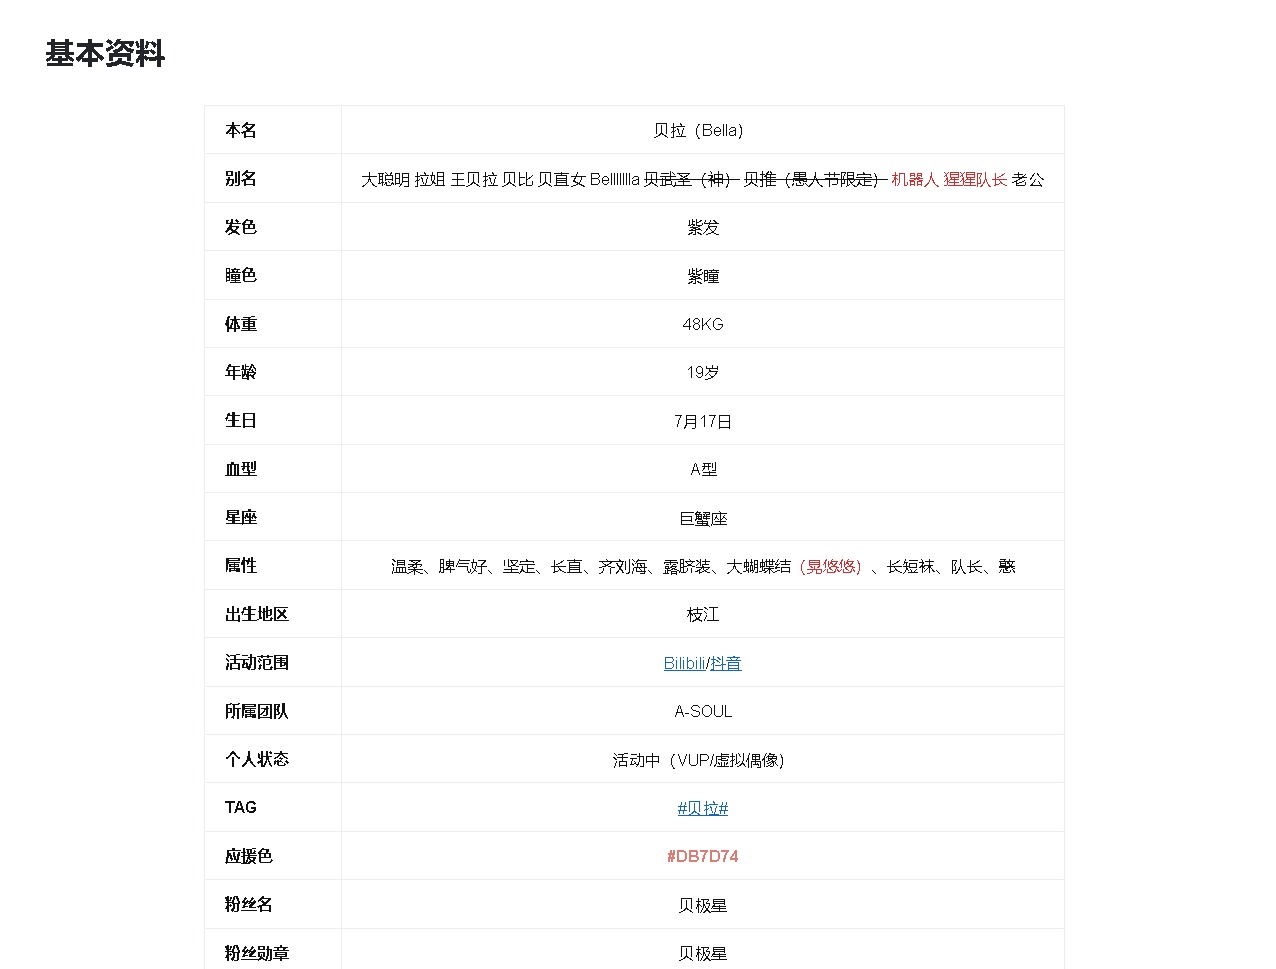 基本资料
本名 贝拉（Bella）
别名 大聪明 拉姐 王贝拉 贝比 贝直女 Bellllllla 贝武圣（神） 贝推（愚人节限定） 机器人 猩猩队长 老公
发色 紫发
瞳色 紫瞳
体重 48KG
年龄 19岁
生日 7月17日
血型 A型
星座 巨蟹座
属性 温柔、脾气好、坚定、长直、齐刘海、露脐装、大蝴蝶结（晃悠悠）、长短袜、队长、憨
出生地区 枝江
活动范围 Bilibili/抖音
所属团队 A-SOUL
个人状态 活动中（VUP/虚拟偶像）
TAG #贝拉#
应援色 #DB7D74
粉丝名 贝极星
粉丝勋章 贝极星